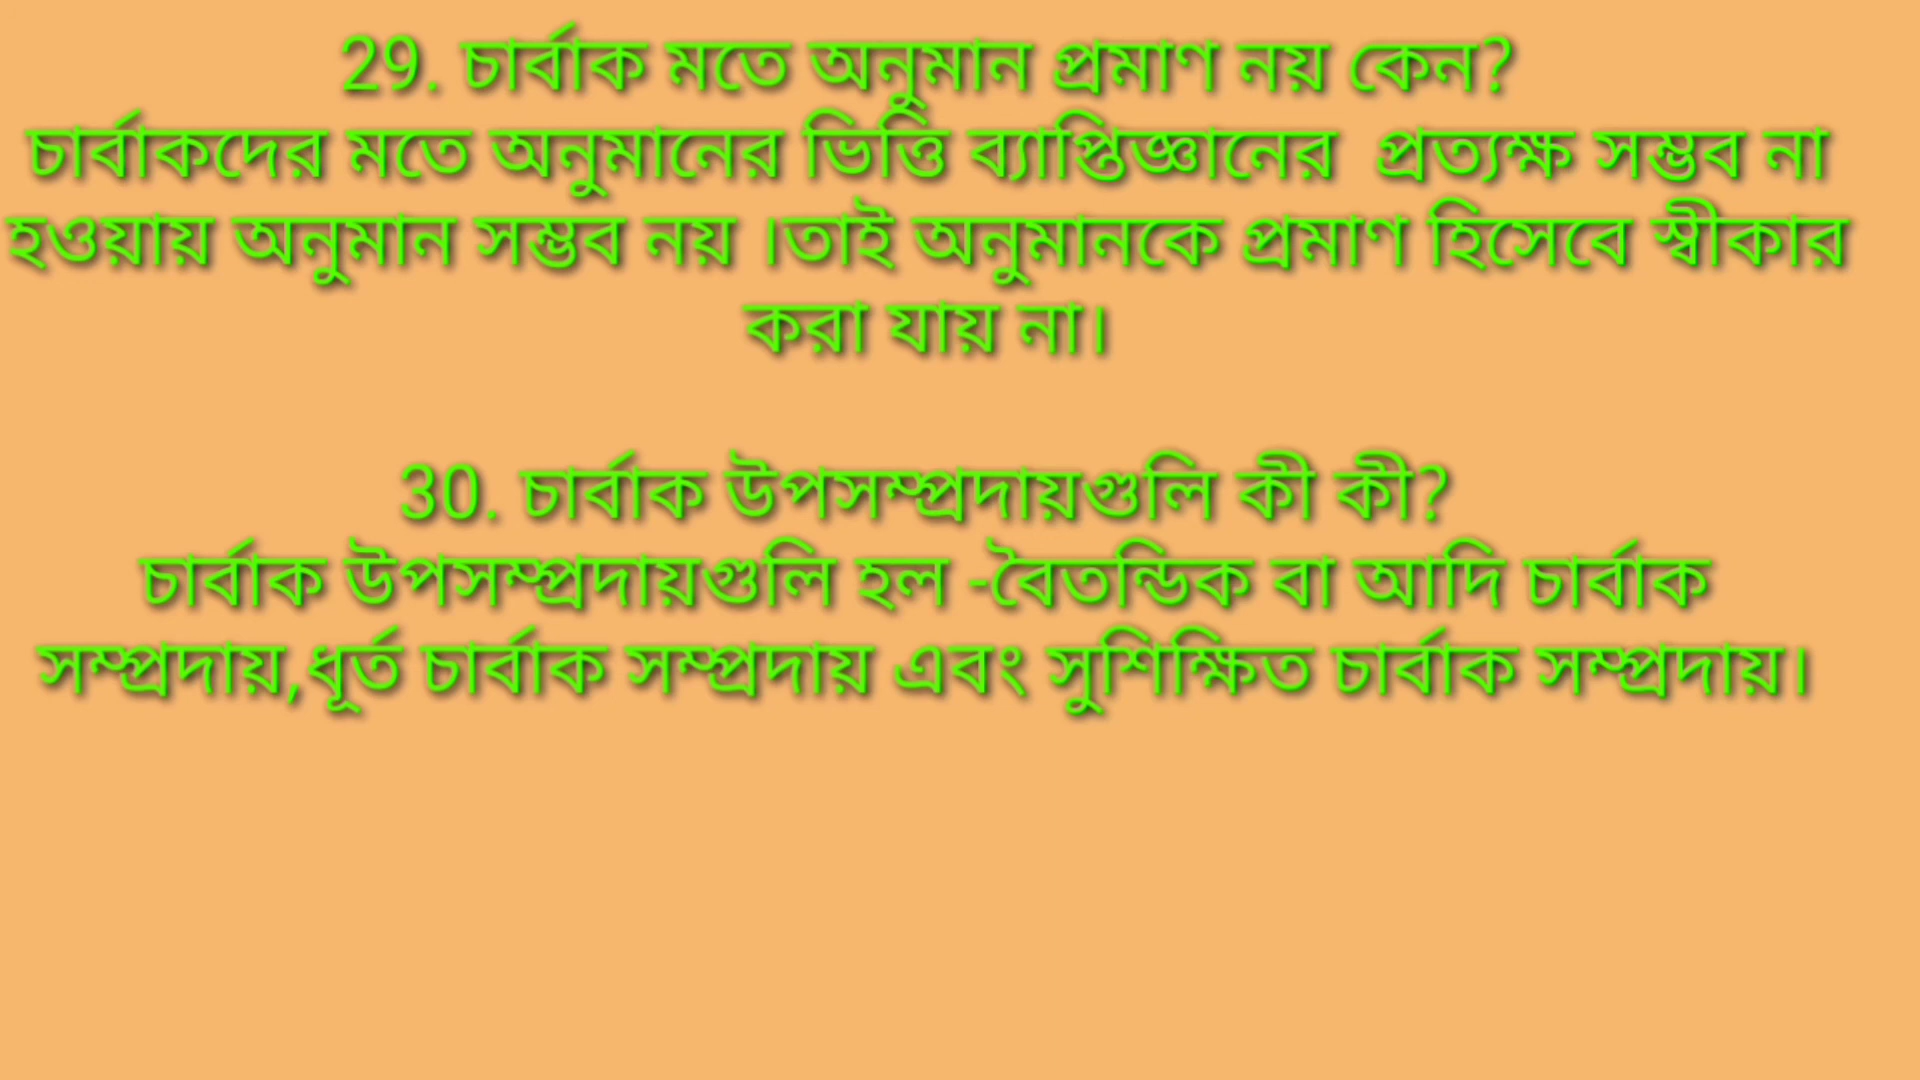 29. চার্বাক মতে অনুমান প্রমাণ নয় কেন?
চার্বাকদের মতে অনুমানের ভিত্তি ব্যাপ্তিজ্ঞানের  প্রত্যক্ষ সম্ভব না
হওয়ায় অনুমান সম্ভব নয় ।তাই অনুমানকে প্রমাণ হিসেবে স্বীকার
করা যায় না।
30. চার্বাক উপসম্প্রদায়গুলি কী কী?
চার্বাক উপসম্প্রদায়গুলি হল -বৈতন্ডিক বা আদি চার্বাক
সম্প্রদায়,ধূর্ত চার্বাক সম্প্রদায় এবং সুশিক্ষিত চার্বাক সম্প্রদায়।